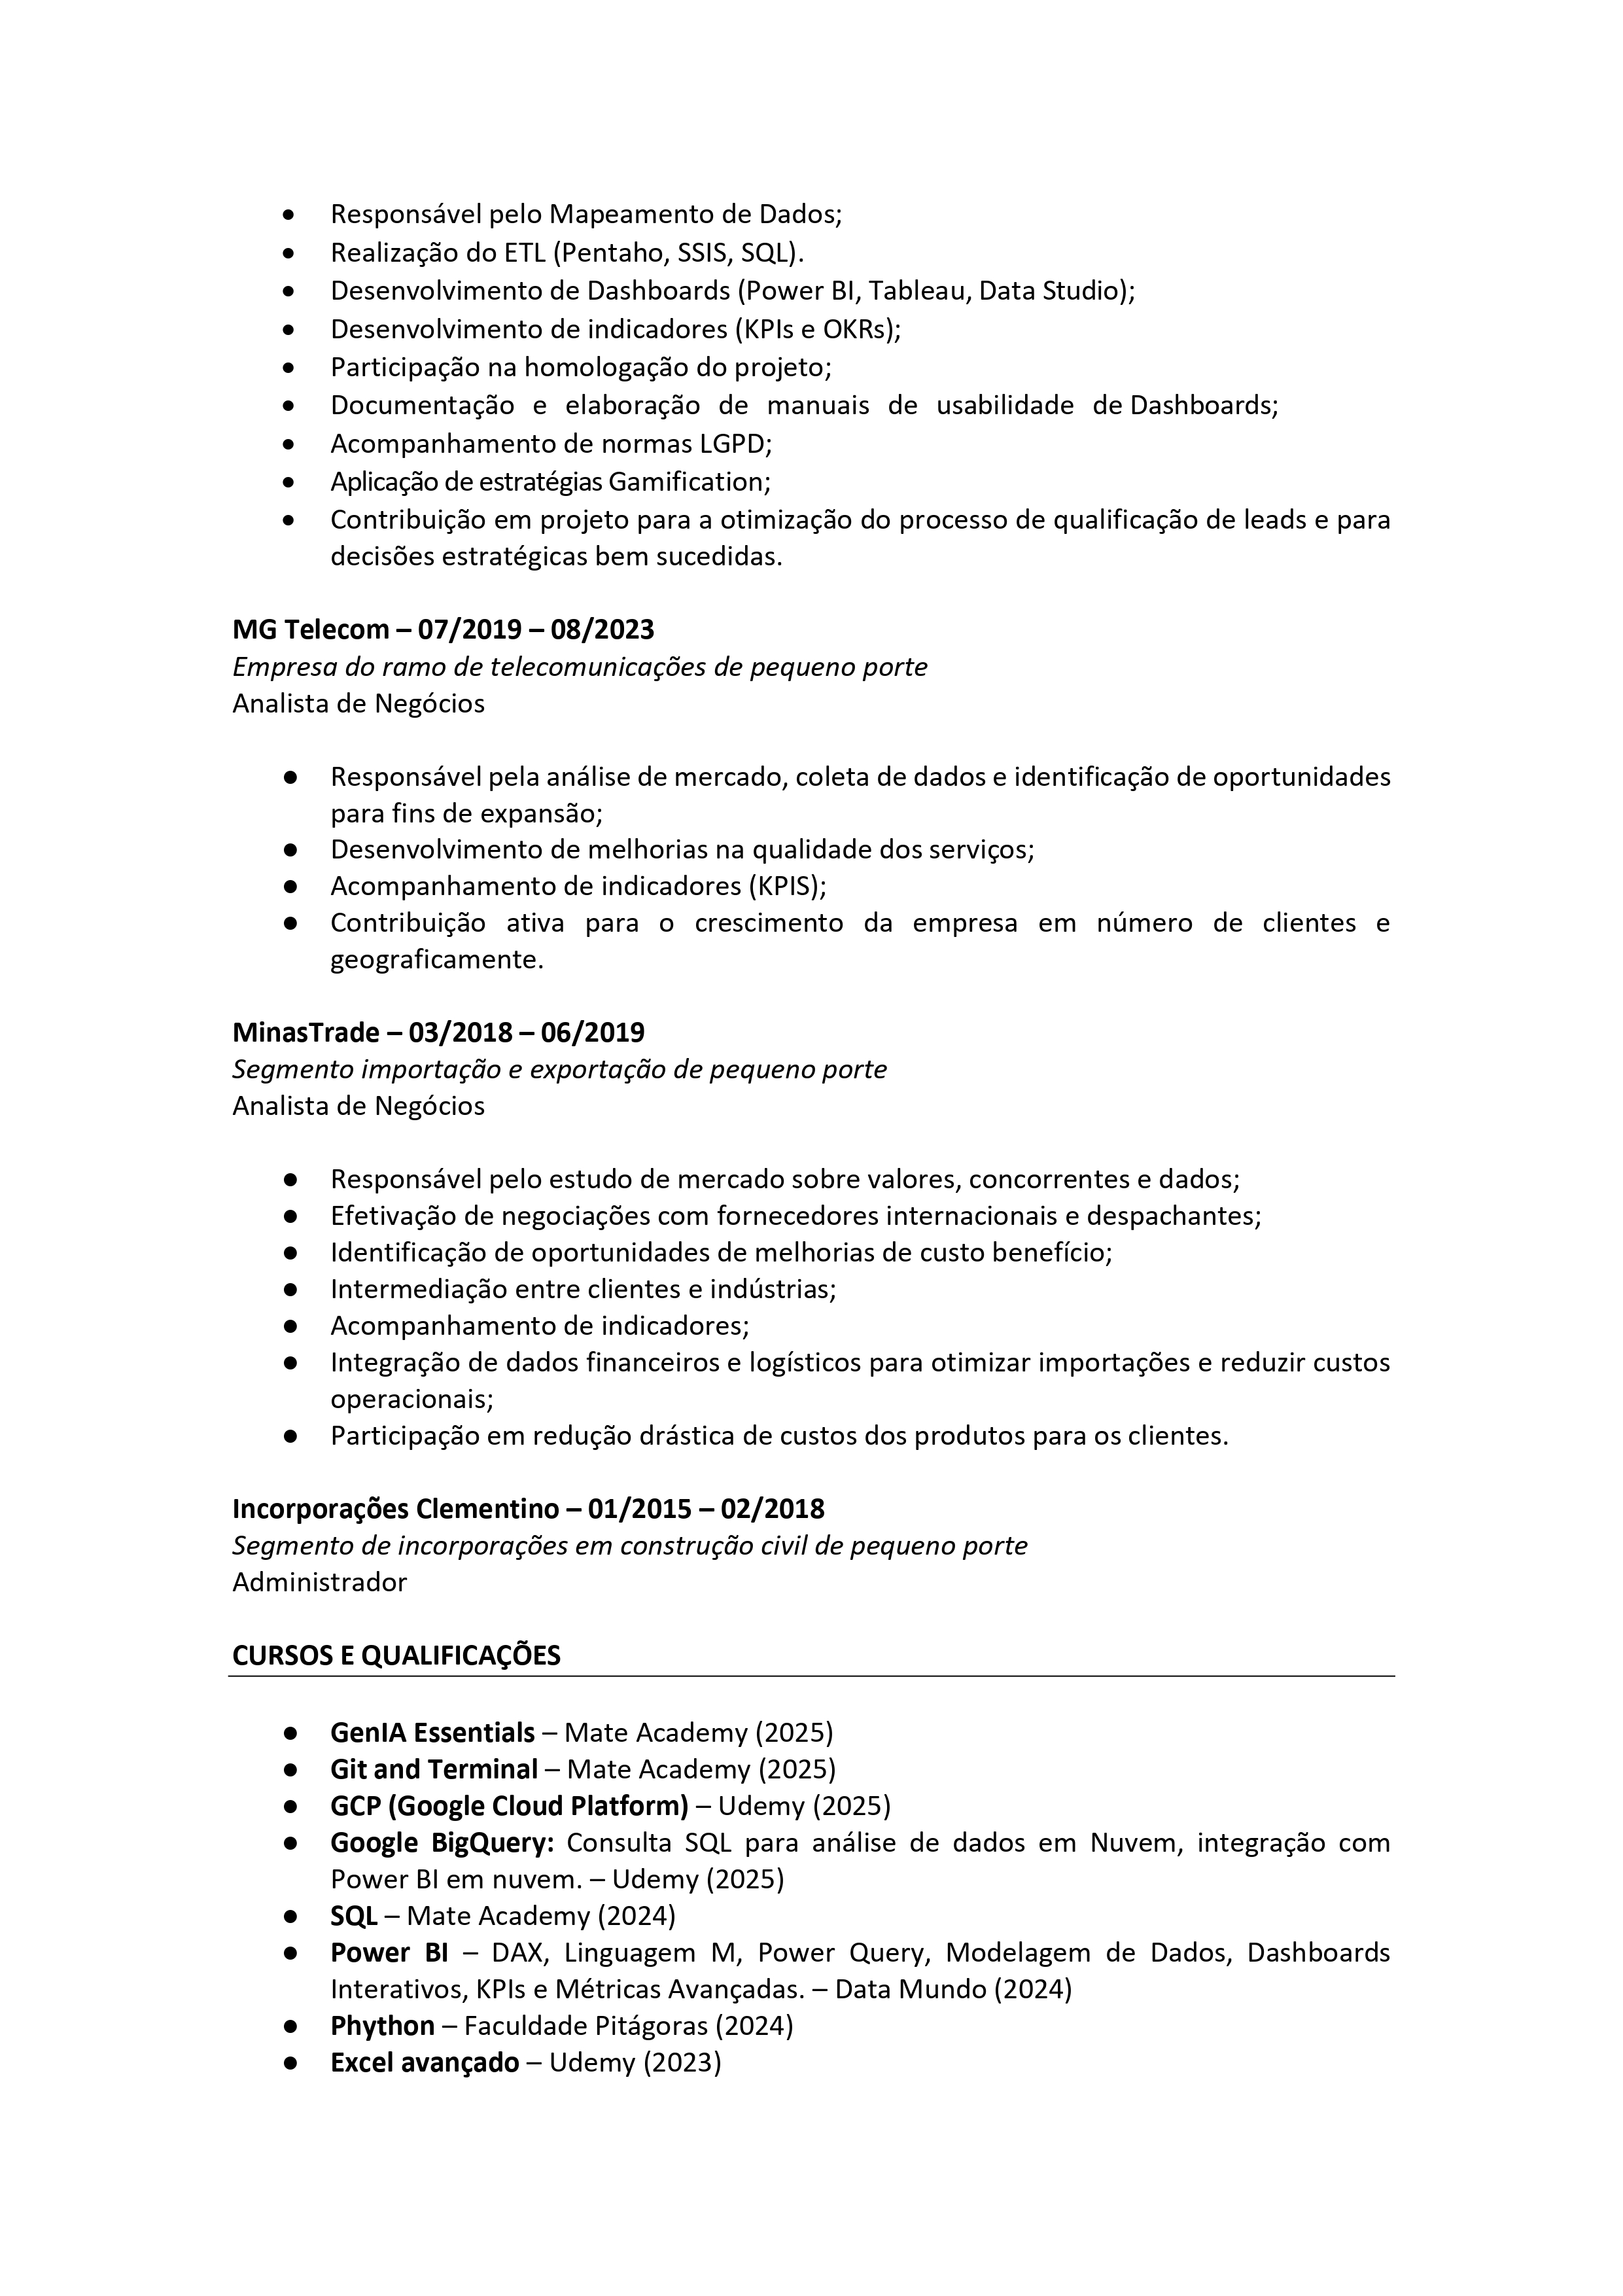 ● Responsável pelo Mapeamento de Dados;
● Realização do ETL (Pentaho, SSIS, SQL).
● Desenvolvimento de Dashboards (Power BI, Tableau, Data Studio);
● Desenvolvimento de indicadores (KPIs e OKRs);
● Participação na homologação do projeto;
● Documentação e elaboração de manuais de usabilidade de Dashboards;
● Acompanhamento de normas LGPD;
● Aplicação de estratégias Gamification;
● Contribuição em projeto para a otimização do processo de qualificação de leads e para
decisões estratégicas bem sucedidas.
MG Telecom – 07/2019 – 08/2023
Empresa do ramo de telecomunicações de pequeno porte
Analista de Negócios
● Responsável pela análise de mercado, coleta de dados e identificação de oportunidades
para fins de expansão;
● Desenvolvimento de melhorias na qualidade dos serviços;
● Acompanhamento de indicadores (KPIS);
● Contribuição ativa para o crescimento da empresa em número de clientes e
geograficamente.
MinasTrade – 03/2018 – 06/2019
Segmento importação e exportação de pequeno porte
Analista de Negócios
● Responsável pelo estudo de mercado sobre valores, concorrentes e dados;
● Efetivação de negociações com fornecedores internacionais e despachantes;
● Identificação de oportunidades de melhorias de custo benefício;
● Intermediação entre clientes e indústrias;
● Acompanhamento de indicadores;
● Integração de dados financeiros e logísticos para otimizar importações e reduzir custos
operacionais;
● Participação em redução drástica de custos dos produtos para os clientes.
Incorporações Clementino – 01/2015 – 02/2018
Segmento de incorporações em construção civil de pequeno porte
Administrador
CURSOS E QUALIFICAÇÕES
● GenIA Essentials – Mate Academy (2025)
● Git and Terminal – Mate Academy (2025)
● GCP (Google Cloud Platform) – Udemy (2025)
● Google BigQuery: Consulta SQL para análise de dados em Nuvem, integração com
Power BI em nuvem. – Udemy (2025)
● SQL – Mate Academy (2024)
● Power BI – DAX, Linguagem M, Power Query, Modelagem de Dados, Dashboards
Interativos, KPIs e Métricas Avançadas. – Data Mundo (2024)
● Phython – Faculdade Pitágoras (2024)
● Excel avançado – Udemy (2023)